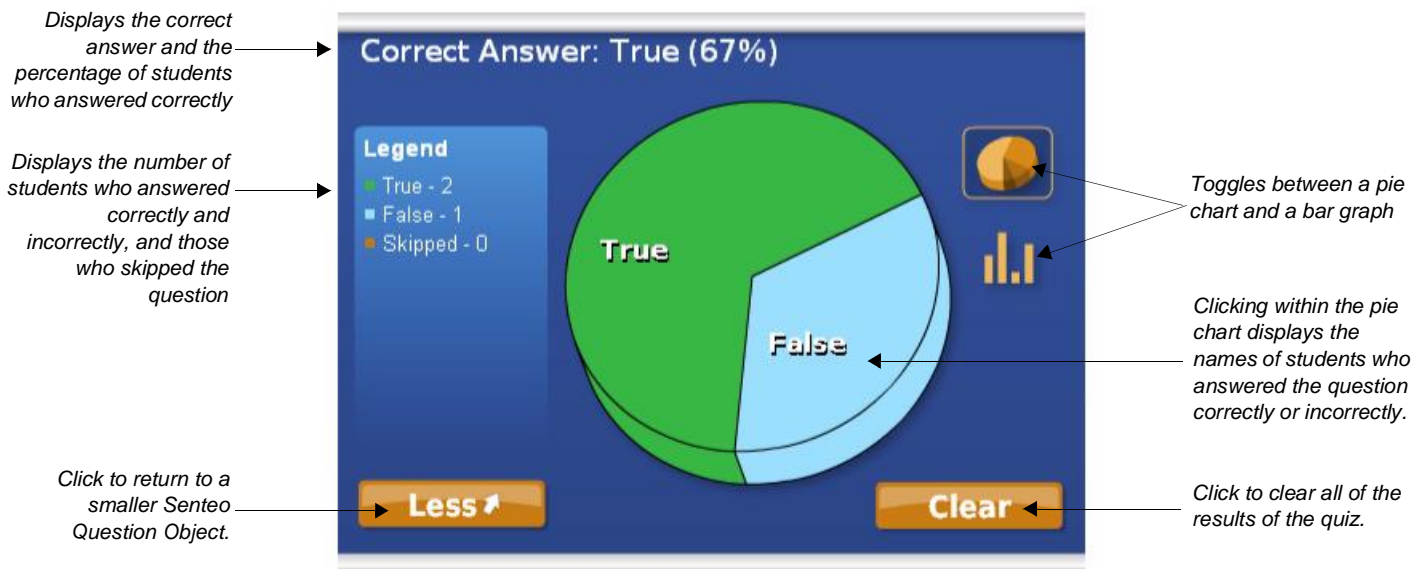 Displays the correct
answer and the
percentage of students
who answered correctly
Displays the number of
students who answered
correctly and
incorrectly, and those
who skipped the
question
Click to return to a
smaller Senteo
Question Object.
Correct Answer: True (67%)
Legend
True - 2
False - 1
Skipped - 0
True
False
Less
Clear
Toggles between a pie
chart and a bar graph
Clicking within the pie
chart displays the
names of students who
answered the question
correctly or incorrectly.
Click to clear all of the
results of the quiz.